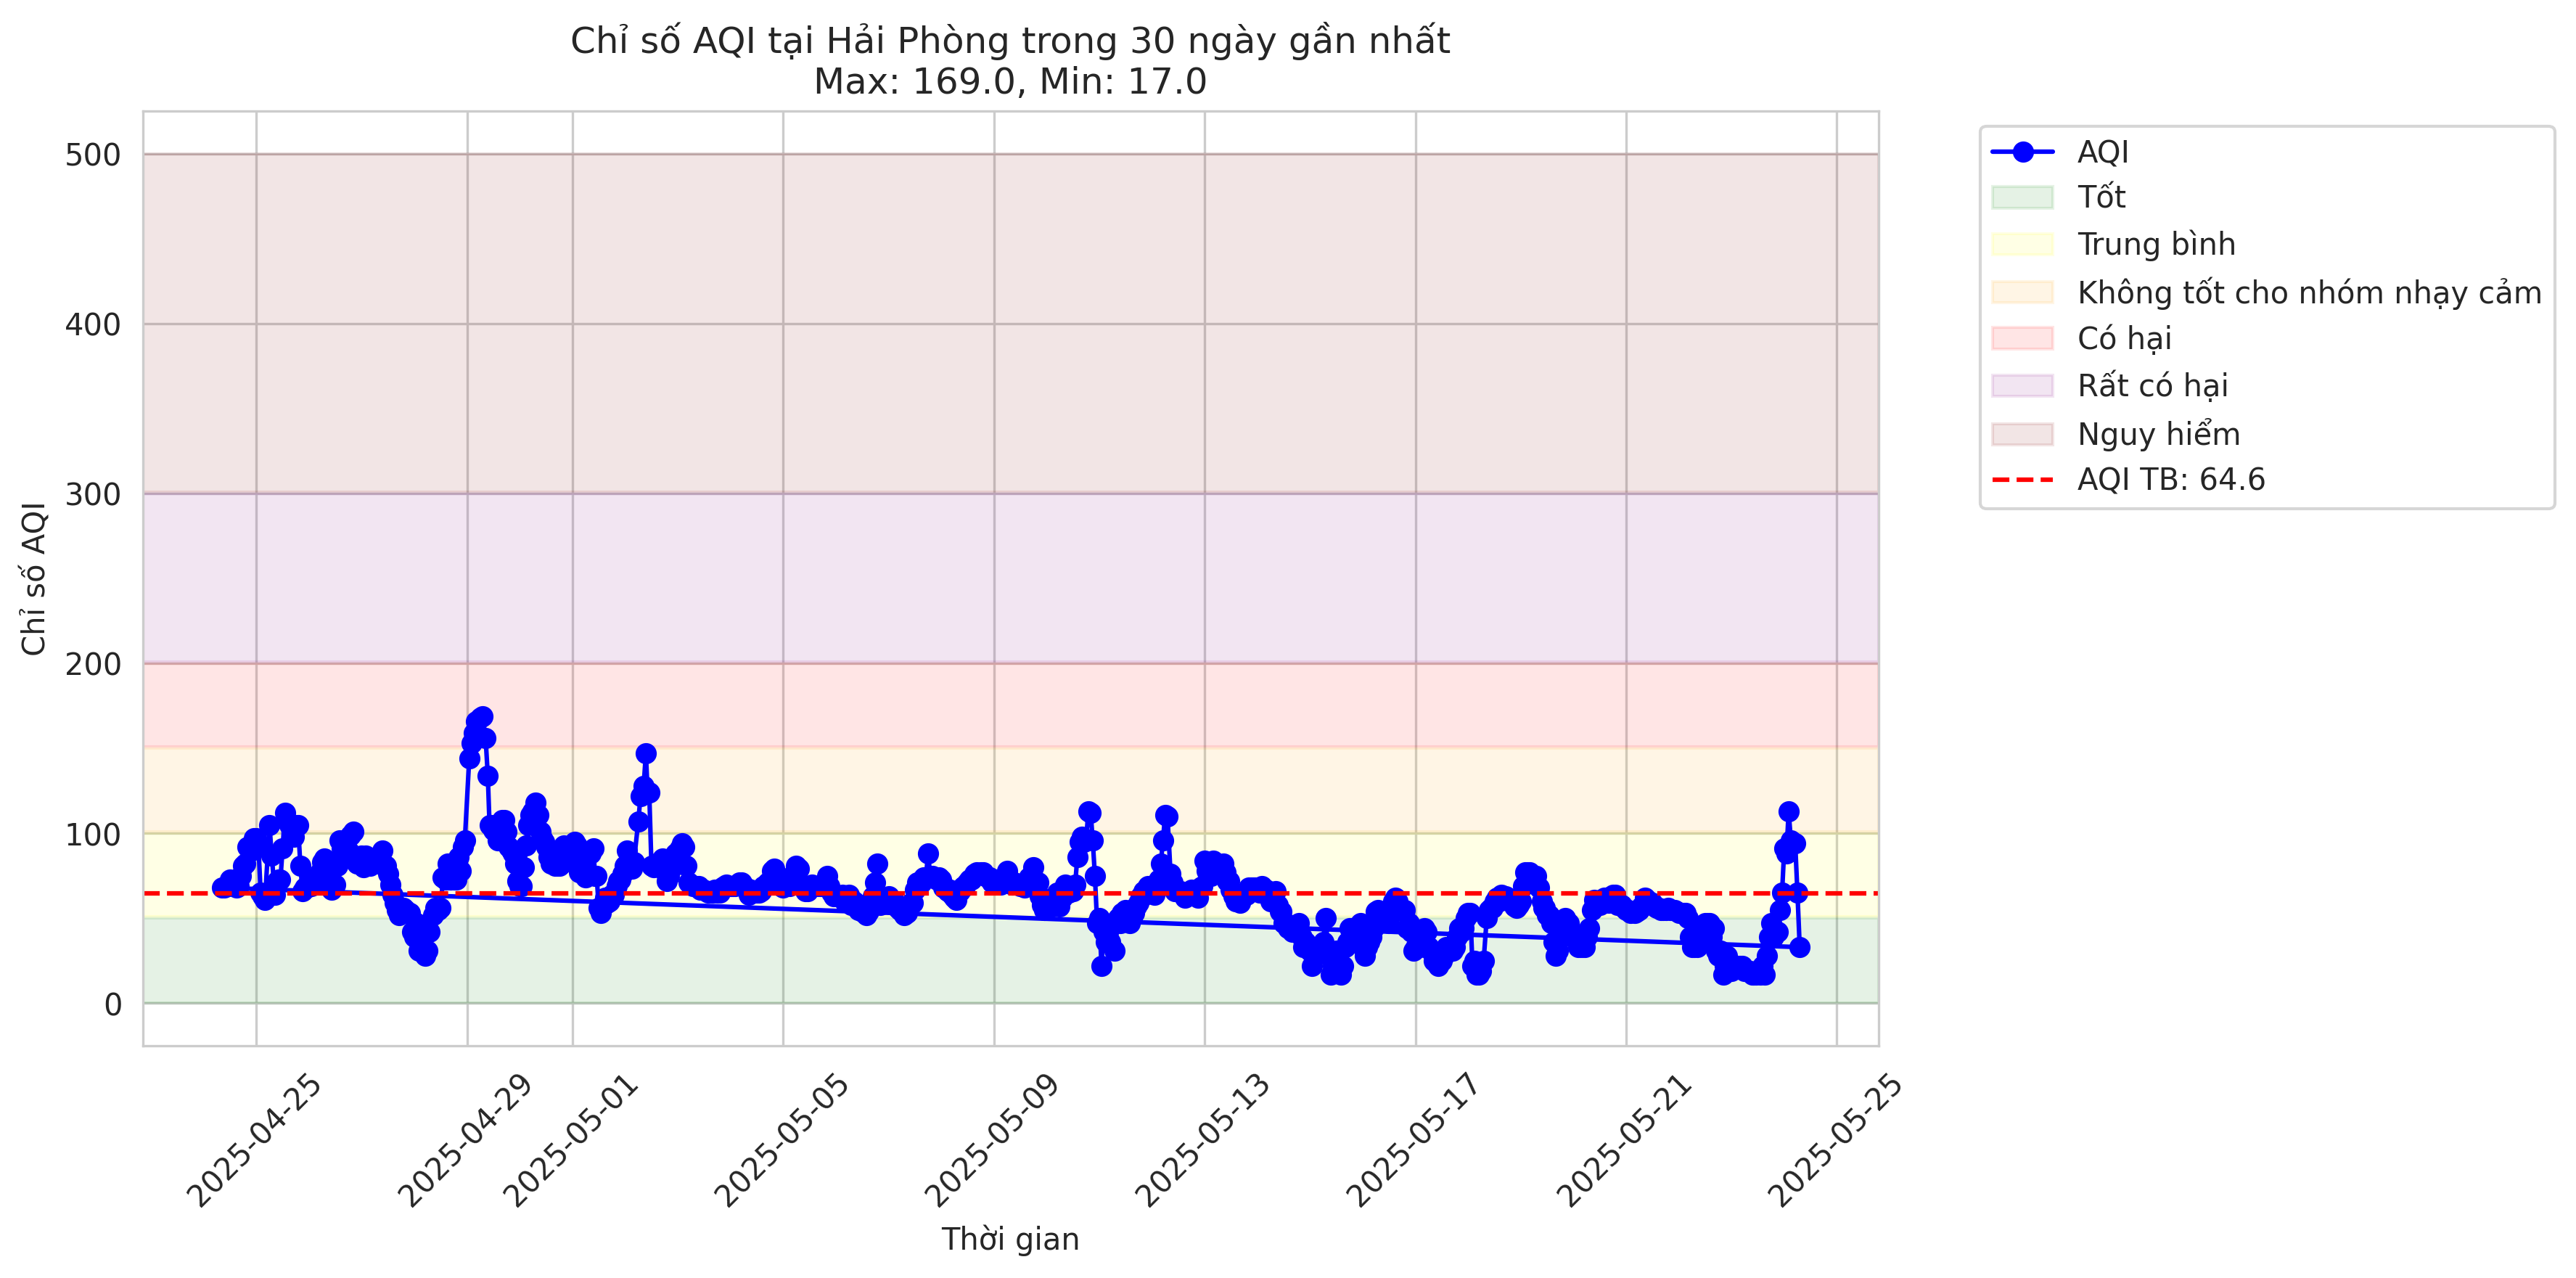 Chỉ số AQI tại Hải Phòng trong 30 ngày gần nhất
Max: 169.0, Min: 17.0
Chỉ số AQI
500
400
300
200
100
0
2025-04-25
2025-04-29
2025-05-01
2025-05-05
2025-05-09
2025-05-13
2025-05-17
2025-05-21
2025-05-25
Thời gian
AQI
Tốt
Trung bình
Không tốt cho nhóm nhạy cảm
Có hại
Rất có hại
Nguy hiểm
AQI TB: 64.6